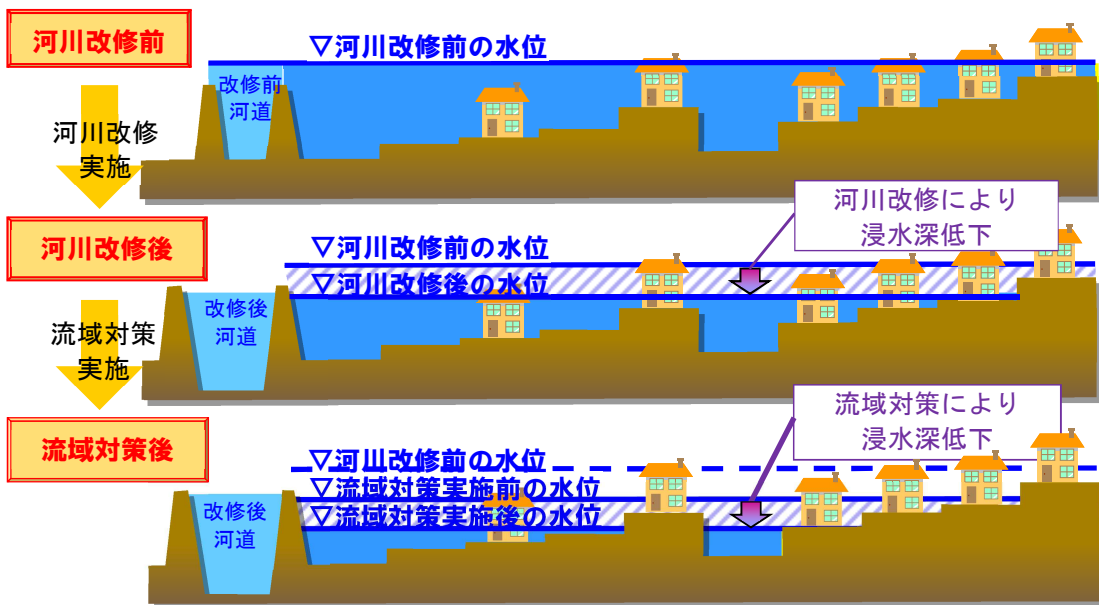 河川改修前
▽河川改修前の水位
改修前
河道
河川改修
実施
河川改修により
浸水深低下
河川改修後
▽河川改修前の水位
▽河川改修後の水位
改修後
河道
流域対策
実施
流域対策により
浸水深低下
流域対策後
▽河川改修前の水位
▽流域対策実施前の水位
▽流域対策実施後の水位
改修後
河道